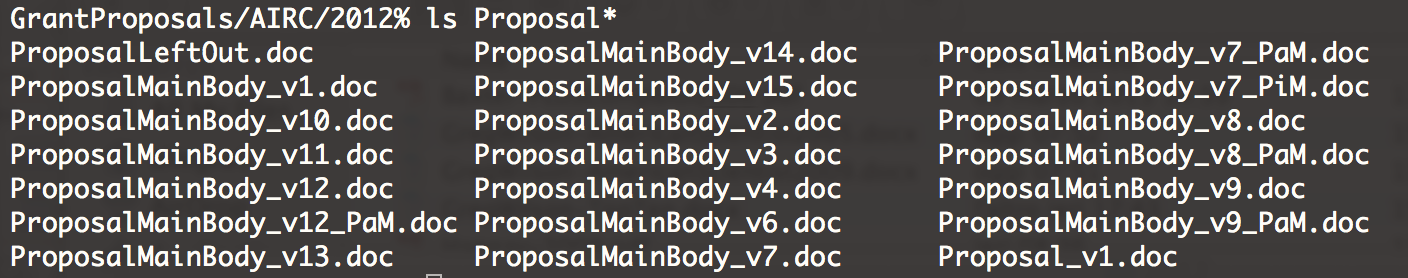 GrantProposals/AIRC/2012% ls Proposal*
ProposalLeftOut.doc ProposalMainBody_v14.doc ProposalMainBody_v7_PaM.doc
ProposalMainBody_v1.doc ProposalMainBody_v15.doc ProposalMainBody_v7_PiM.doc
ProposalMainBody_v10.doc ProposalMainBody_v2.doc ProposalMainBody_v8.doc
ProposalMainBody_v11.doc ProposalMainBody_v3.doc ProposalMainBody_v8_PaM.doc
ProposalMainBody_v12.doc ProposalMainBody_v4.doc ProposalMainBody_v9.doc
ProposalMainBody_v12_PaM.doc ProposalMainBody_v6.doc ProposalMainBody_v9_PaM.doc
ProposalMainBody_v13.doc ProposalMainBody_v7.doc Proposal_v1.doc